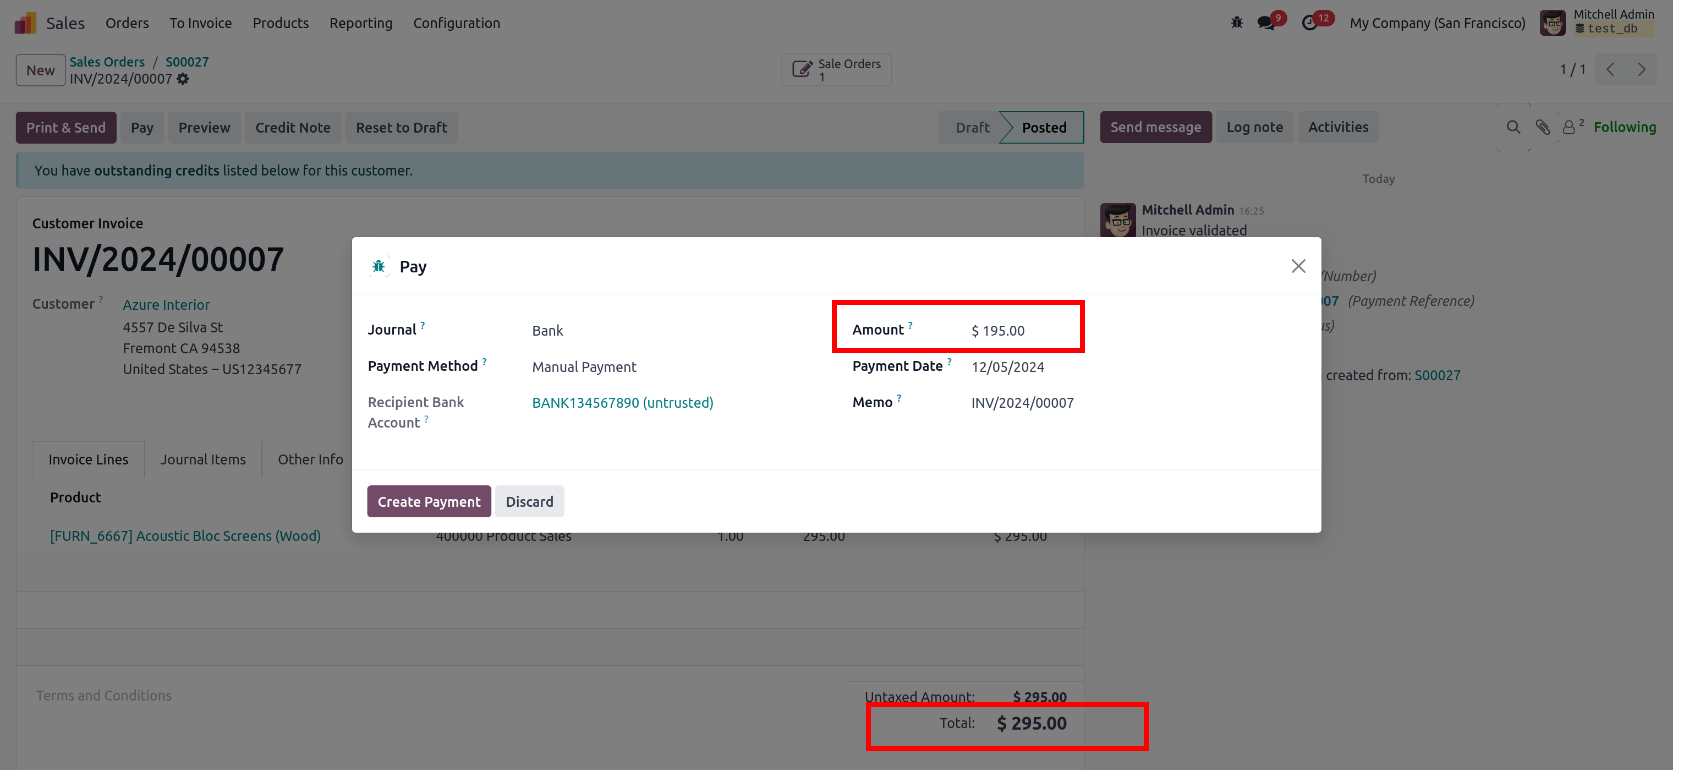 Sales Orders To Invoice Products Reporting Configuration 9 12 My Company (San Francisco) Mitchell Admin
test_db
New Sales Orders / S00027 Sale Orders
INV/2024/00007 1 1 / 1
Print & Send Pay Preview Credit Note Reset to Draft Draft Posted Send message Log note Activities 2 Following
You have outstanding credits listed below for this customer.
Today
Customer Invoice
Mitchell Admin 16:25
Invoice validated
INV/2024/00007
Customer ? Azure Interior
4557 De Silva St
Fremont CA 94538
United States – US12345677
Pay
Journal ? Bank
Amount ? $ 195.00
Payment Method ? Manual Payment
Payment Date ? 12/05/2024
Recipient Bank Account ? BANK134567890 (untrusted)
Memo ? INV/2024/00007
Create Payment Discard
/Number)
07 (Payment Reference)
us)
created from: S00027
Invoice Lines Journal Items Other Info
Product
[FURN_6667] Acoustic Bloc Screens (Wood) 400000 Product Sales 1.00 295.00 $ 295.00
Terms and Conditions
Untaxed Amount: $ 295.00
Total: $ 295.00